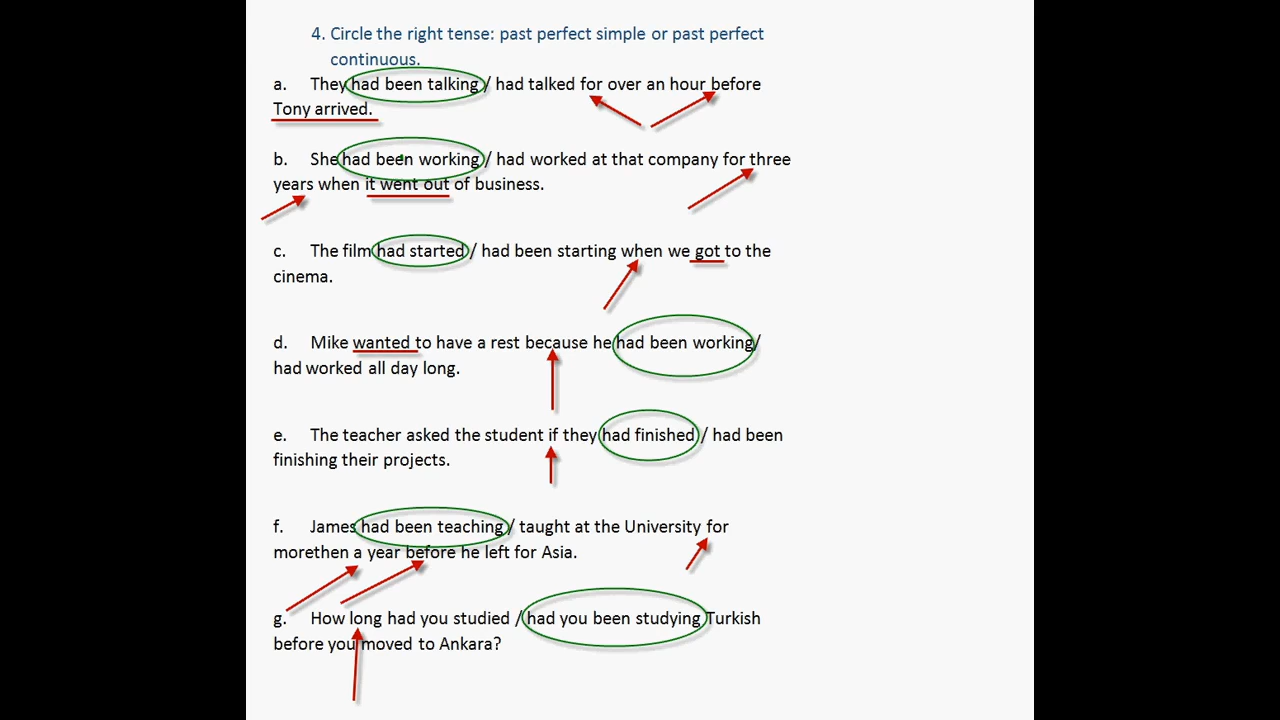 4. Circle the right tense: past perfect simple or past perfect
continuous.
a. They had been talking / had talked for over an hour before
Tony arrived.
b. She had been working / had worked at that company for three
years when it went out of business.
c. The film had started / had been starting when we got to the
cinema.
d. Mike wanted to have a rest because he had been working/
had worked all day long.
e. The teacher asked the student if they had finished / had been
finishing their projects.
f. James had been teaching / taught at the University for
morethen a year before he left for Asia.
g. How long had you studied / had you been studying Turkish
before you moved to Ankara?